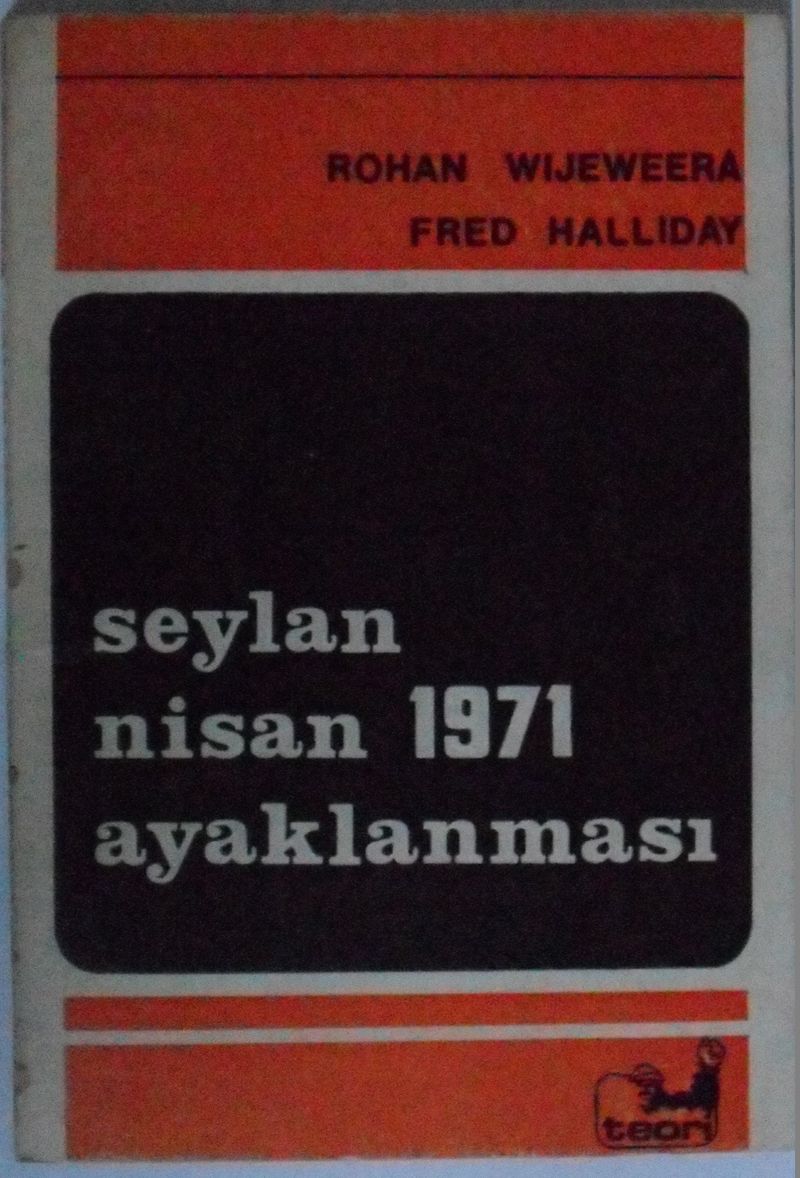 ROHAN WIJEWEERA
FRED HALLIDAY
seylan
nisan 1971
ayaklanması
teori